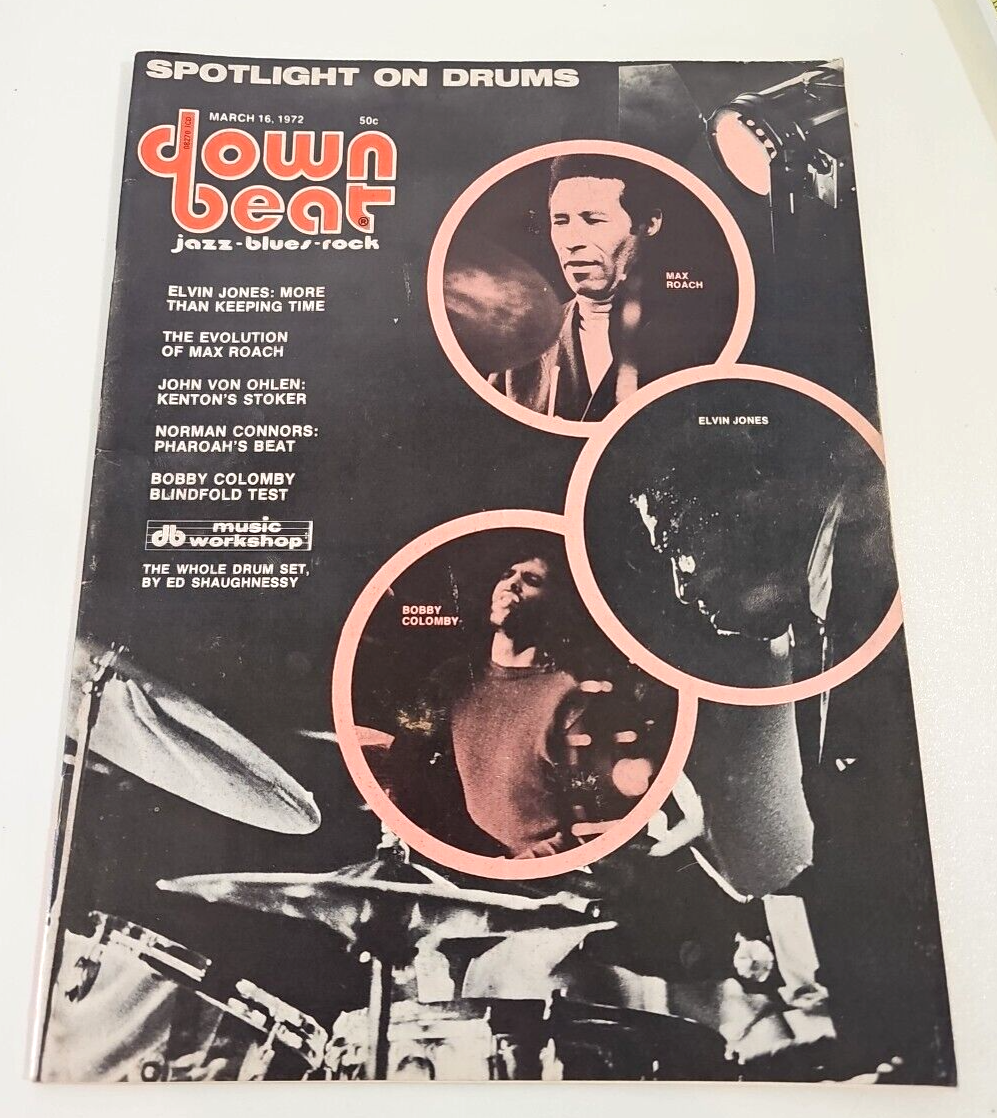 SPOTLIGHT ON DRUMS
MARCH 16, 1972 50c
08270 ICD
down
beat®
jazz-blues-rock
ELVIN JONES: MORE
THAN KEEPING TIME
THE EVOLUTION
OF MAX ROACH
JOHN VON OHLEN:
KENTON'S STOKER
NORMAN CONNORS:
PHAROAH'S BEAT
BOBBY COLOMBY
BLINDFOLD TEST
db music
workshop
THE WHOLE DRUM SET,
BY ED SHAUGHNESSY
MAX
ROACH
ELVIN JONES
BOBBY
COLOMBY